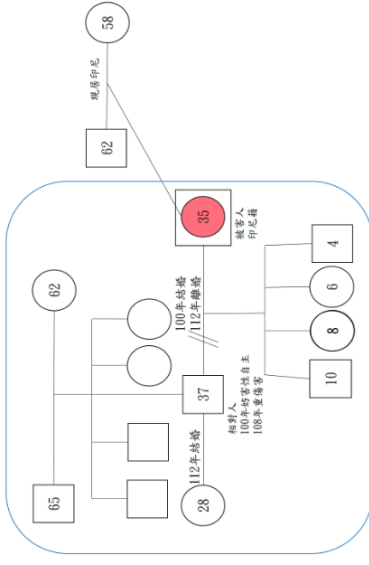 65
62
62
58
現居印尼
112年結婚
100年結婚
112年離婚
28
37
35
相對人
100年妨害性自主
108年重傷害
被害人
印尼籍
10
8
6
4